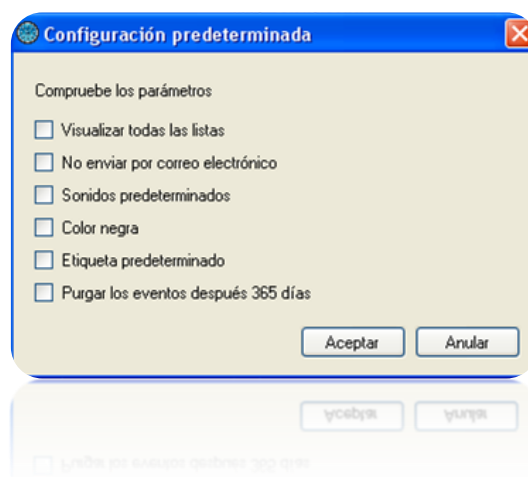 Configuración predeterminada
Compruebe los parámetros
Visualizar todas las listas
No enviar por correo electrónico
Sonidos predeterminados
Color negra
Etiqueta predeterminado
Purgar los eventos después 365 días
Aceptar Anular